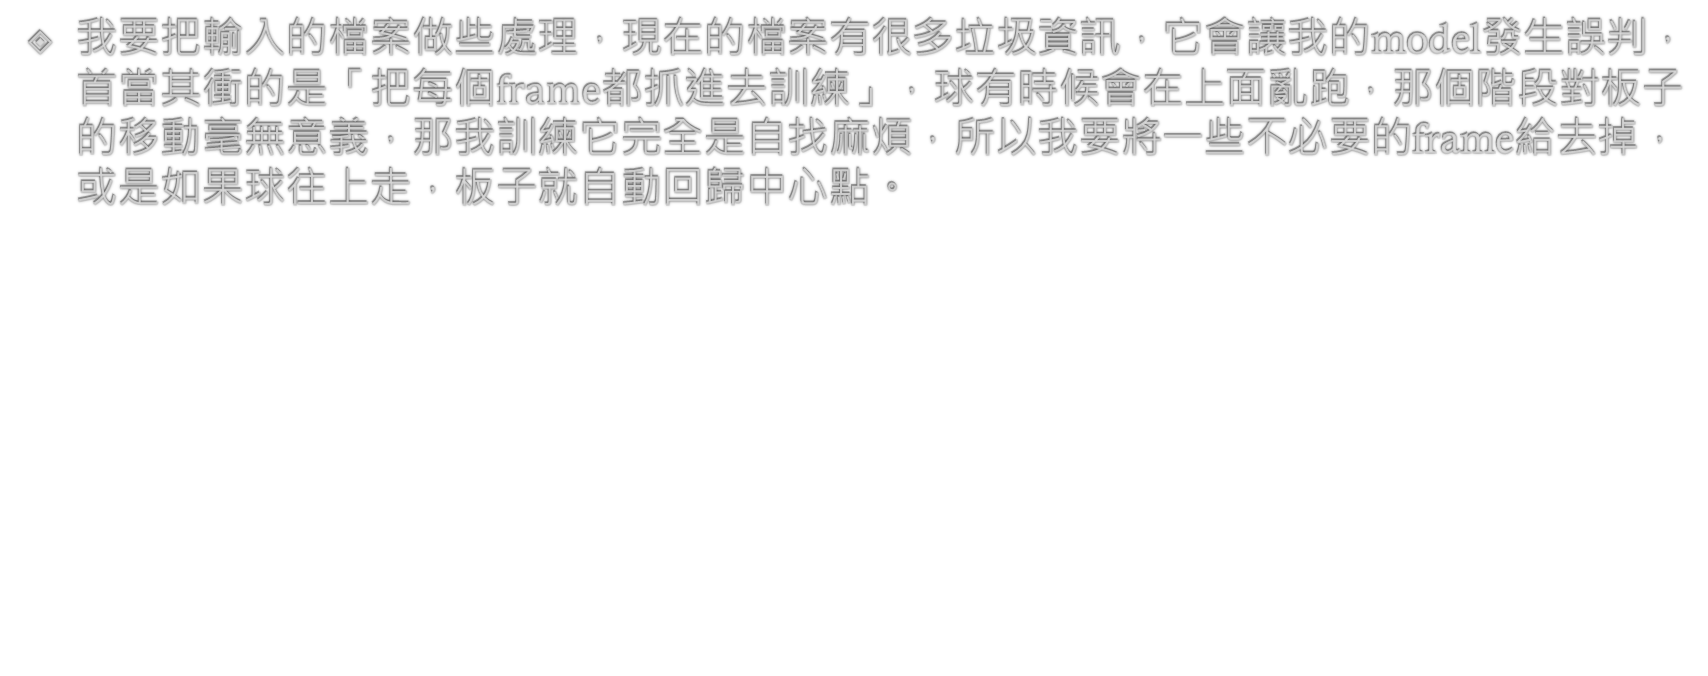 我要把輸入的檔案做些處理，現在的檔案有很多垃圾資訊，它會讓我的model發生誤判，
首當其衝的是「把每個frame都抓進去訓練」，球有時候會在上面亂跑，那個階段對板子
的移動毫無意義，那我訓練它完全是自找麻煩，所以我要將一些不必要的frame給去掉，
或是如果球往上走，板子就自動回歸中心點。